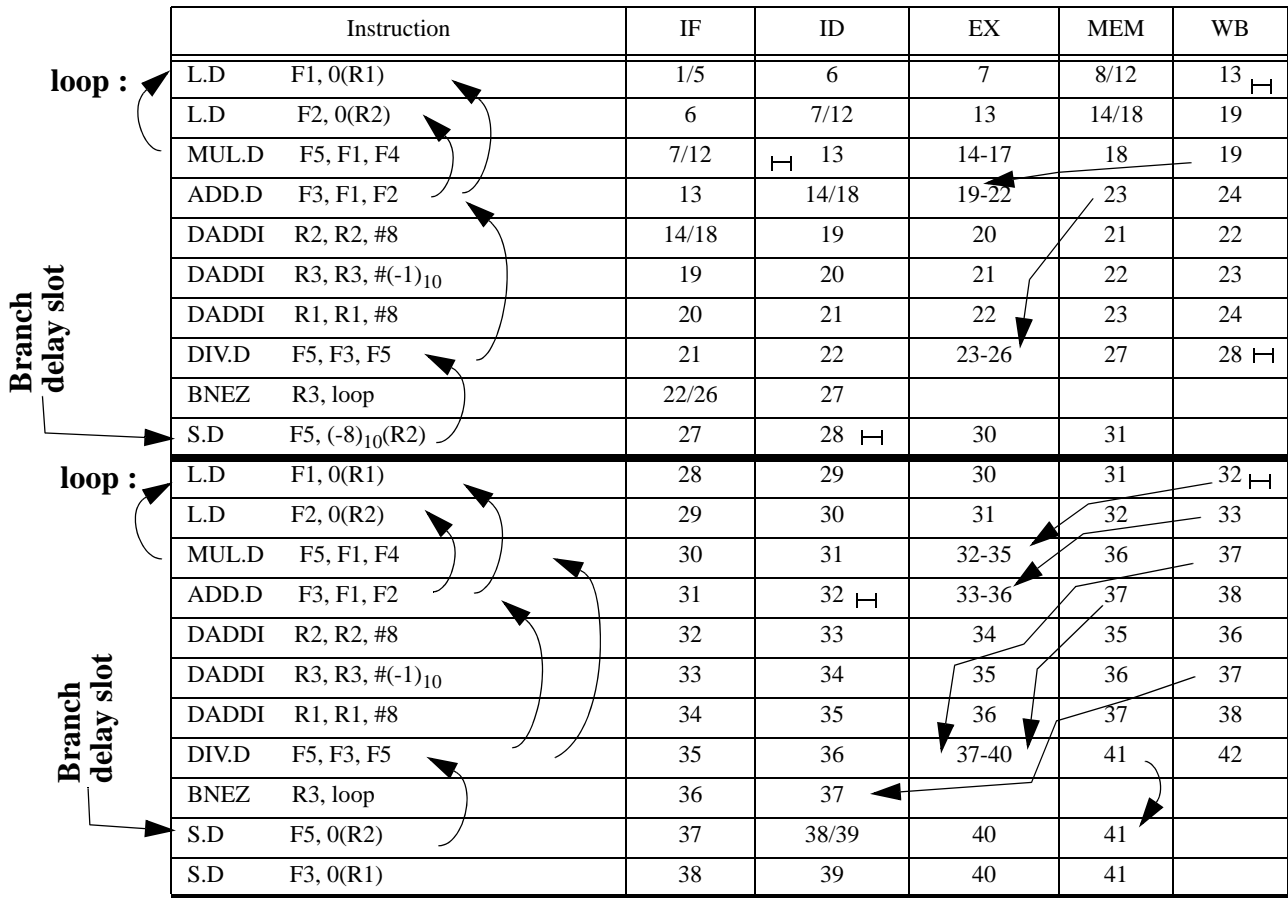 Instruction IF ID EX MEM WB
loop : L.D F1, 0(R1) 1/5 6 7 8/12 13
L.D F2, 0(R2) 6 7/12 13 14/18 19
MUL.D F5, F1, F4 7/12 13 14-17 18 19
ADD.D F3, F1, F2 13 14/18 19-22 23 24
DADDI R2, R2, #8 14/18 19 20 21 22
DADDI R3, R3, #(-1)10 19 20 21 22 23
DADDI R1, R1, #8 20 21 22 23 24
DIV.D F5, F3, F5 21 22 23-26 27 28
BNEZ R3, loop 22/26 27
S.D F5, (-8)10(R2) 27 28 30 31
Branch
delay slot
loop : L.D F1, 0(R1) 28 29 30 31 32
L.D F2, 0(R2) 29 30 31 32 33
MUL.D F5, F1, F4 30 31 32-35 36 37
ADD.D F3, F1, F2 31 32 33-36 37 38
DADDI R2, R2, #8 32 33 34 35 36
DADDI R3, R3, #(-1)10 33 34 35 36 37
DADDI R1, R1, #8 34 35 36 37 38
DIV.D F5, F3, F5 35 36 37-40 41 42
BNEZ R3, loop 36 37
S.D F5, 0(R2) 37 38/39 40 41
S.D F3, 0(R1) 38 39 40 41
Branch
delay slot